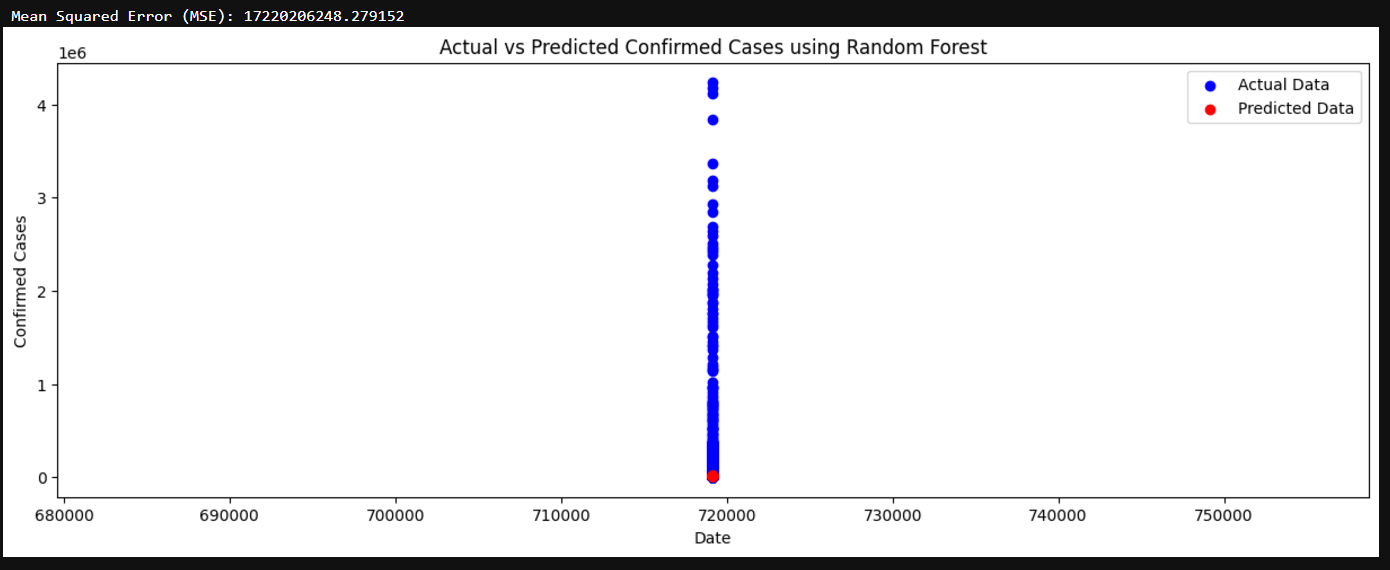 Mean Squared Error (MSE): 17220206248.279152
Actual vs Predicted Confirmed Cases using Random Forest
1e6
Actual Data
Predicted Data
4
3
2
1
0
Confirmed Cases
680000 690000 700000 710000 720000 730000 740000 750000
Date